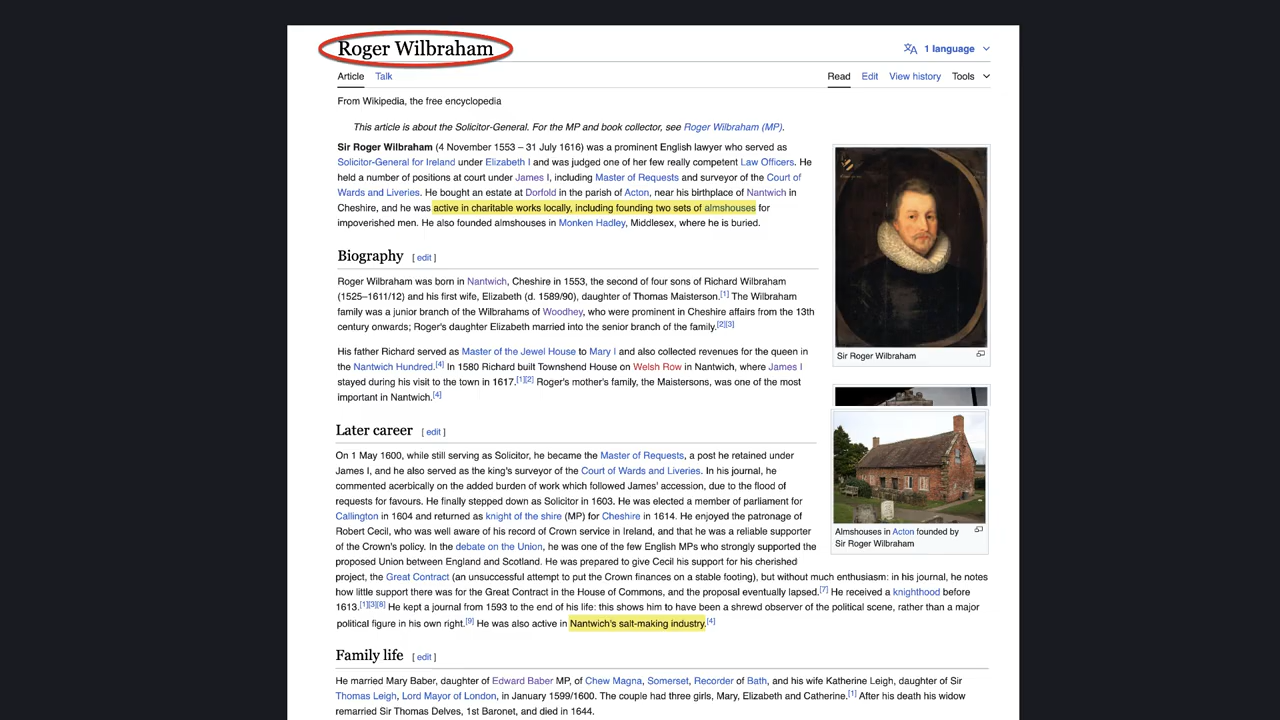 Roger Wilbraham
1 language
Article Talk
Read Edit View history Tools
From Wikipedia, the free encyclopedia
This article is about the Solicitor-General. For the MP and book collector, see Roger Wilbraham (MP).
Sir Roger Wilbraham (4 November 1553 – 31 July 1616) was a prominent English lawyer who served as
Solicitor-General for Ireland under Elizabeth I and was judged one of her few really competent Law Officers. He
held a number of positions at court under James I, including Master of Requests and surveyor of the Court of
Wards and Liveries. He bought an estate at Dorfold in the parish of Acton, near his birthplace of Nantwich in
Cheshire, and he was active in charitable works locally, including founding two sets of almshouses for
impoverished men. He also founded almshouses in Monken Hadley, Middlesex, where he is buried.
Sir Roger Wilbraham
Biography [ edit ]
Roger Wilbraham was born in Nantwich, Cheshire in 1553, the second of four sons of Richard Wilbraham
(1525–1611/12) and his first wife, Elizabeth (d. 1589/90), daughter of Thomas Maisterson.[1] The Wilbraham
family was a junior branch of the Wilbrahams of Woodhey, who were prominent in Cheshire affairs from the 13th
century onwards; Roger's daughter Elizabeth married into the senior branch of the family.[2][3]
His father Richard served as Master of the Jewel House to Mary I and also collected revenues for the queen in
the Nantwich Hundred.[4] In 1580 Richard built Townshend House on Welsh Row in Nantwich, where James I
stayed during his visit to the town in 1617.[1][2] Roger's mother's family, the Maistersons, was one of the most
important in Nantwich.[4]
Later career [ edit ]
On 1 May 1600, while still serving as Solicitor, he became the Master of Requests, a post he retained under
James I, and he also served as the king's surveyor of the Court of Wards and Liveries. In his journal, he
commented acerbically on the added burden of work which followed James' accession, due to the flood of
requests for favours. He finally stepped down as Solicitor in 1603. He was elected a member of parliament for
Callington in 1604 and returned as knight of the shire (MP) for Cheshire in 1614. He enjoyed the patronage of
Robert Cecil, who was well aware of his record of Crown service in Ireland, and that he was a reliable supporter
of the Crown's policy. In the debate on the Union, he was one of the few English MPs who strongly supported the
proposed Union between England and Scotland. He was prepared to give Cecil his support for his cherished
project, the Great Contract (an unsuccessful attempt to put the Crown finances on a stable footing), but without much enthusiasm: in his journal, he notes
how little support there was for the Great Contract in the House of Commons, and the proposal eventually lapsed.[7] He received a knighthood before
1613.[1][3][8] He kept a journal from 1593 to the end of his life: this shows him to have been a shrewd observer of the political scene, rather than a major
political figure in his own right.[9] He was also active in Nantwich's salt-making industry.[4]
Almshouses in Acton founded by
Sir Roger Wilbraham
Family life [ edit ]
He married Mary Baber, daughter of Edward Baber MP, of Chew Magna, Somerset, Recorder of Bath, and his wife Katherine Leigh, daughter of Sir
Thomas Leigh, Lord Mayor of London, in January 1599/1600. The couple had three girls, Mary, Elizabeth and Catherine.[1] After his death his widow
remarried Sir Thomas Delves, 1st Baronet, and died in 1644.